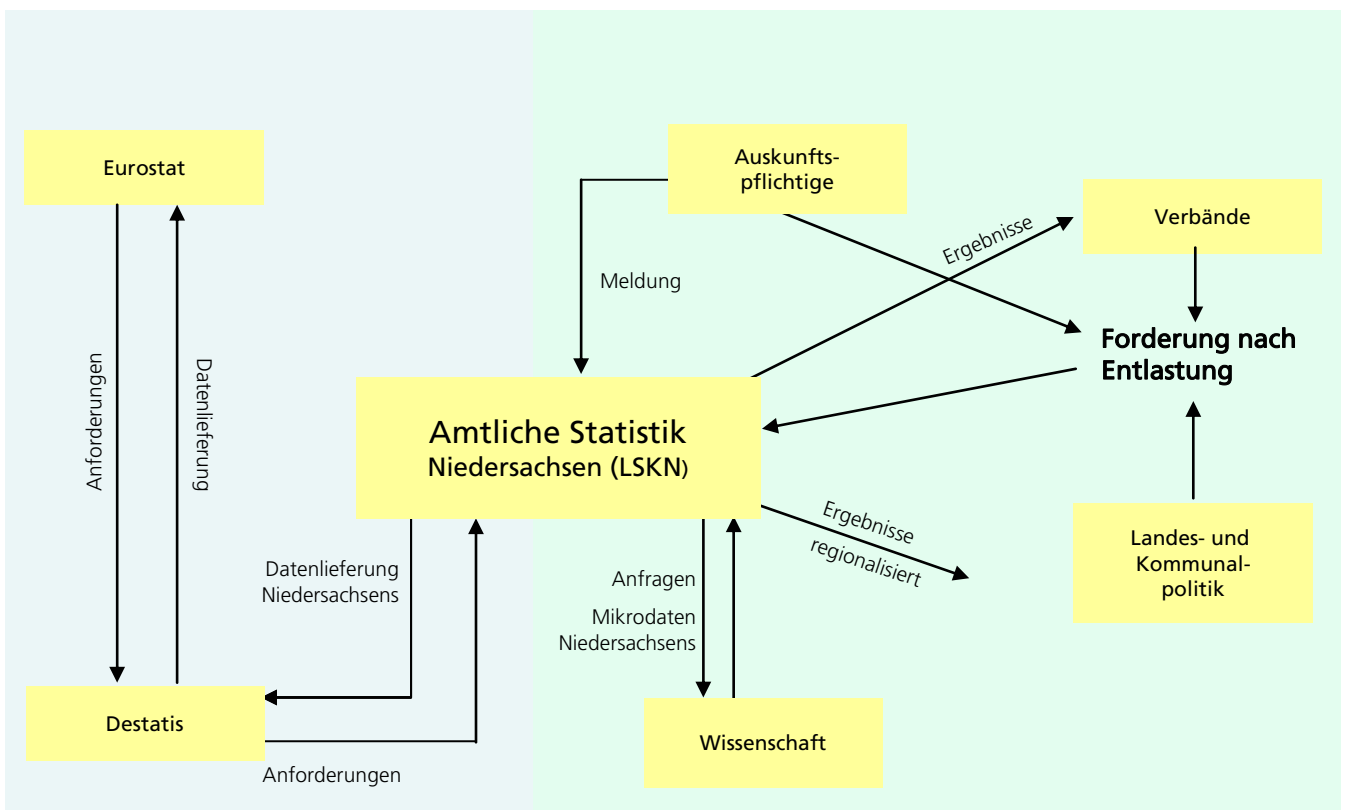 Eurostat
Auskunfts-
pflichtige
Verbände
Ergebnisse
Meldung
Forderung nach
Entlastung
Anforderungen
Datenlieferung
Amtliche Statistik
Niedersachsen (LSKN)
Ergebnisse
regionalisiert
Landes- und
Kommunal-
politik
Datenlieferung
Niedersachsens
Anfragen
Mikrodaten
Niedersachsens
Destatis
Wissenschaft
Anforderungen